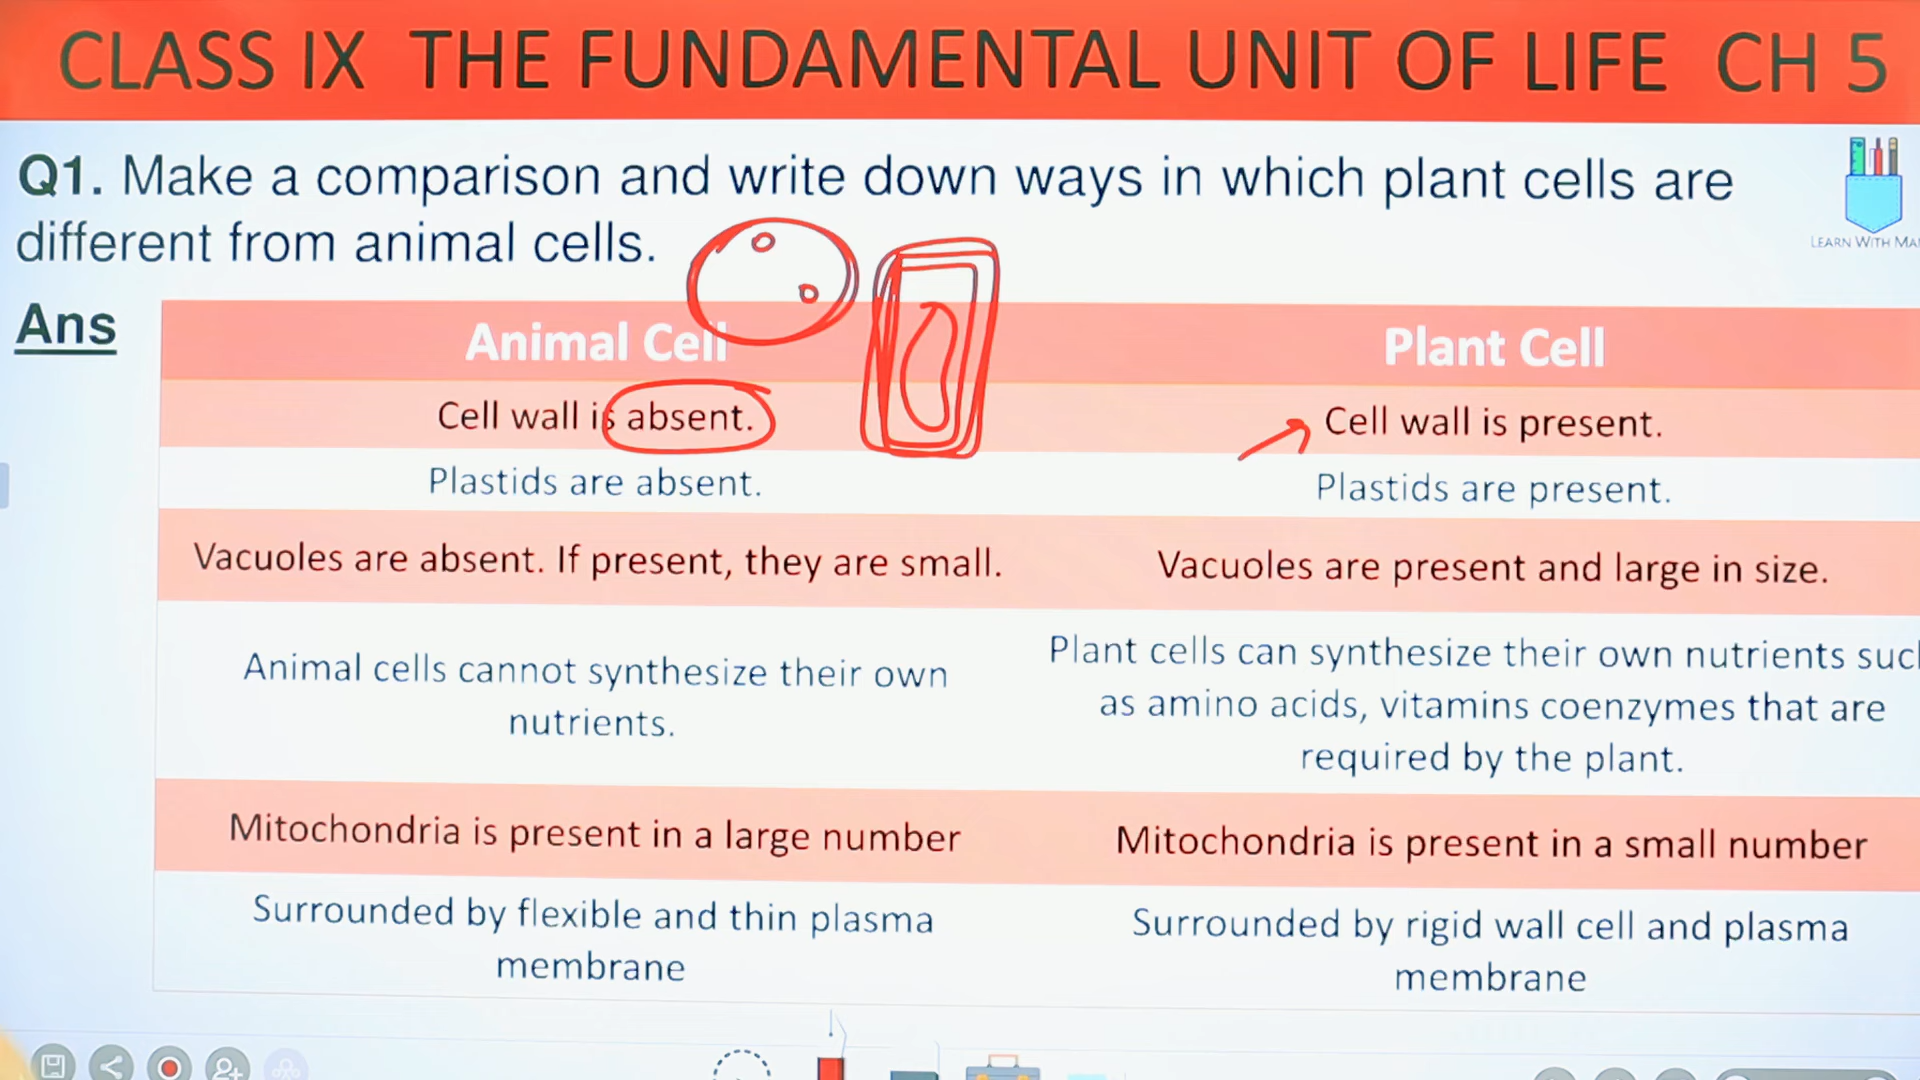 CLASS IX THE FUNDAMENTAL UNIT OF LIFE CH 5
Q1. Make a comparison and write down ways in which plant cells are
different from animal cells.
LEARN WITH
Ans
Animal Cell
Plant Cell
Cell wall is absent.
Cell wall is present.
Plastids are absent.
Plastids are present.
Vacuoles are absent. If present, they are small.
Vacuoles are present and large in size.
Animal cells cannot synthesize their own
nutrients.
Plant cells can synthesize their own nutrients
as amino acids, vitamins coenzymes that are
required by the plant.
Mitochondria is present in a large number
Mitochondria is present in a small number
Surrounded by flexible and thin plasma
membrane
Surrounded by rigid wall cell and plasma
membrane